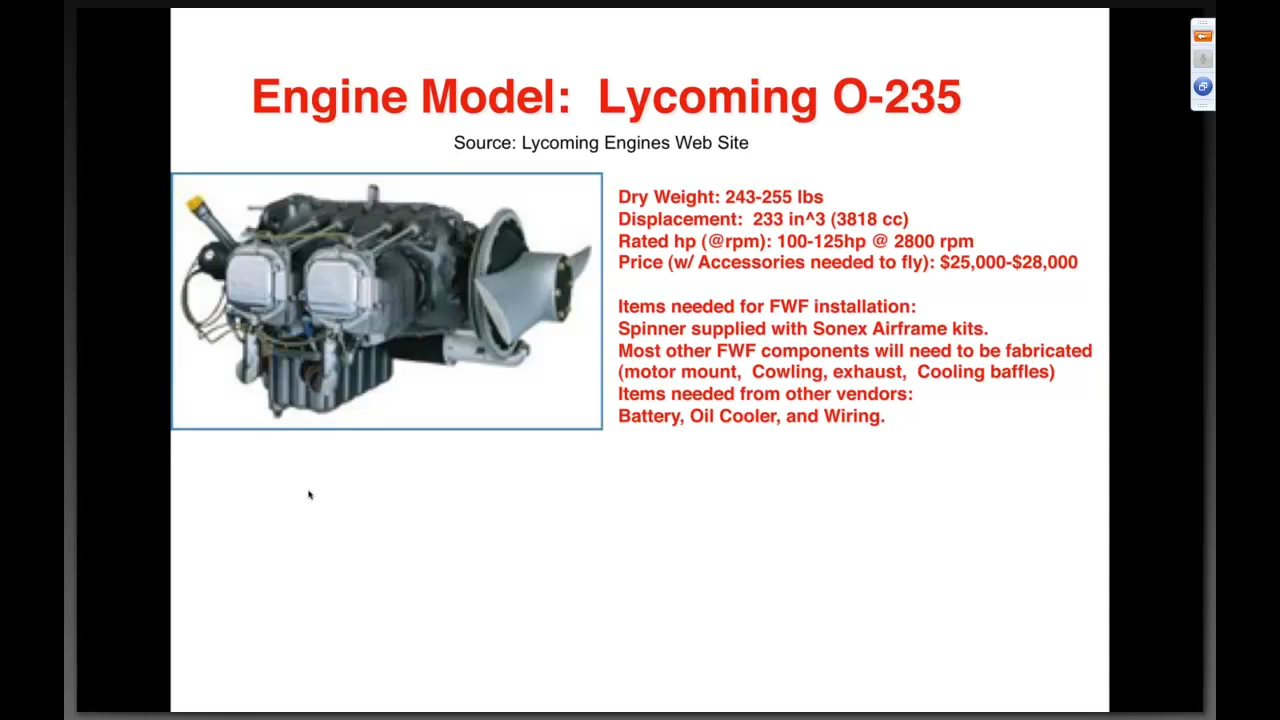 Engine Model:  Lycoming O-235
Source: Lycoming Engines Web Site
Dry Weight: 243-255 lbs
Displacement:  233 in^3 (3818 cc)
Rated hp (@rpm): 100-125hp @ 2800 rpm
Price (w/ Accessories needed to fly): $25,000-$28,000
Items needed for FWF installation:
Spinner supplied with Sonex Airframe kits.
Most other FWF components will need to be fabricated
(motor mount,  Cowling, exhaust,  Cooling baffles)
Items needed from other vendors:
Battery, Oil Cooler, and Wiring.